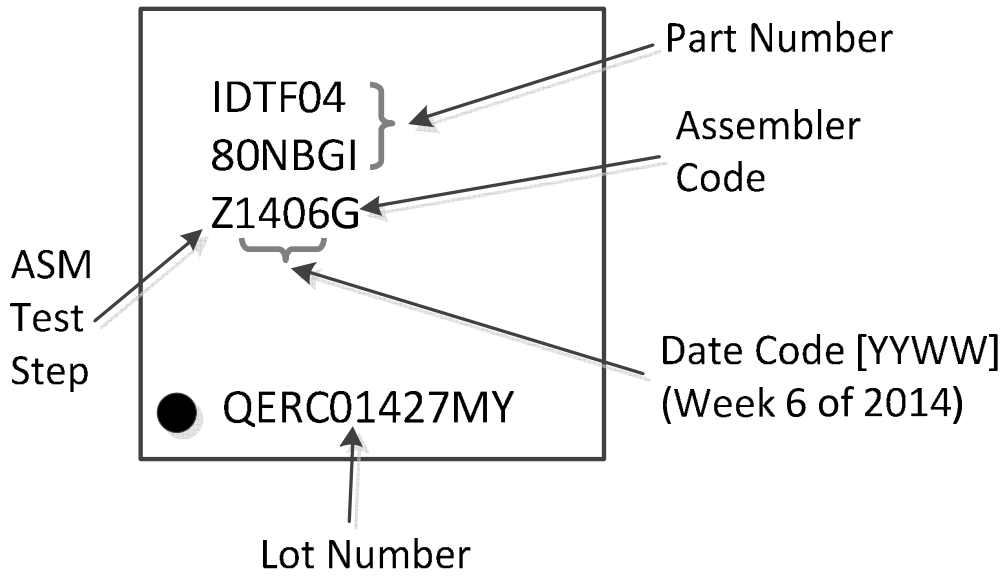 Part Number
IDTF04
80NBGI
Assembler
Code
Z1406G
ASM
Test
Step
Date Code [YYWW]
(Week 6 of 2014)
QERC01427MY
Lot Number